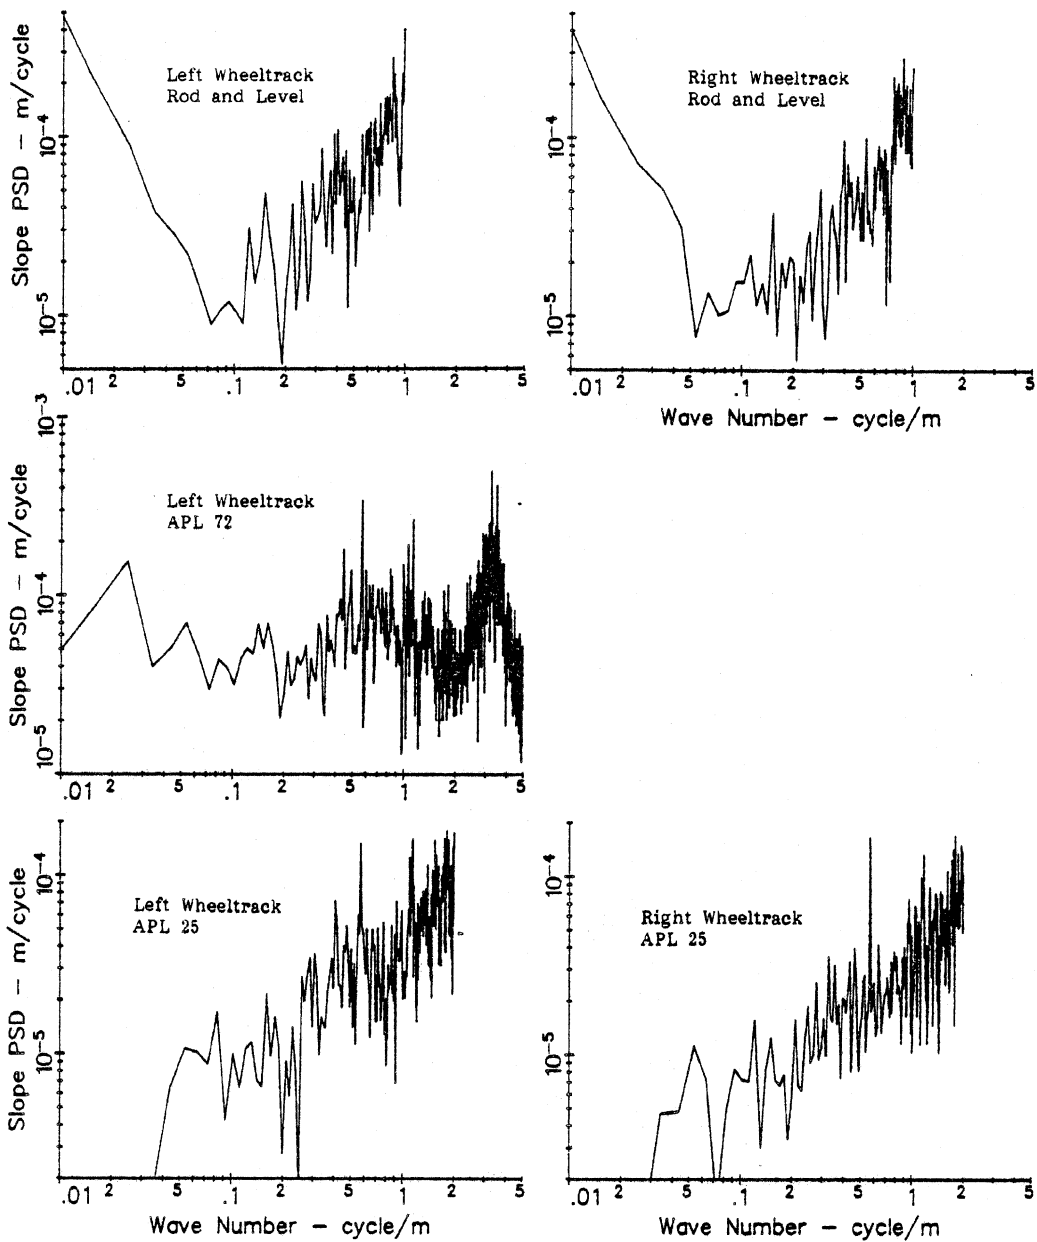 Slope PSD – m/cycle
10⁻⁴
10⁻⁵
Left Wheeltrack
Rod and Level
.01 2 5 .1 2 5 1 2 5
10⁻⁴
10⁻⁵
Right Wheeltrack
Rod and Level
.01 2 5 .1 2 5 1 2 5
Wave Number – cycle/m
Slope PSD – m/cycle
10⁻³
10⁻⁴
10⁻⁵
Left Wheeltrack
APL 72
.01 2 5 .1 2 5 1 2 5
Slope PSD – m/cycle
10⁻⁴
10⁻⁵
Left Wheeltrack
APL 25
.01 2 5 .1 2 5 1 2 5
Wave Number – cycle/m
10⁻⁴
10⁻⁵
Right Wheeltrack
APL 25
.01 2 5 .1 2 5 1 2 5
Wave Number – cycle/m